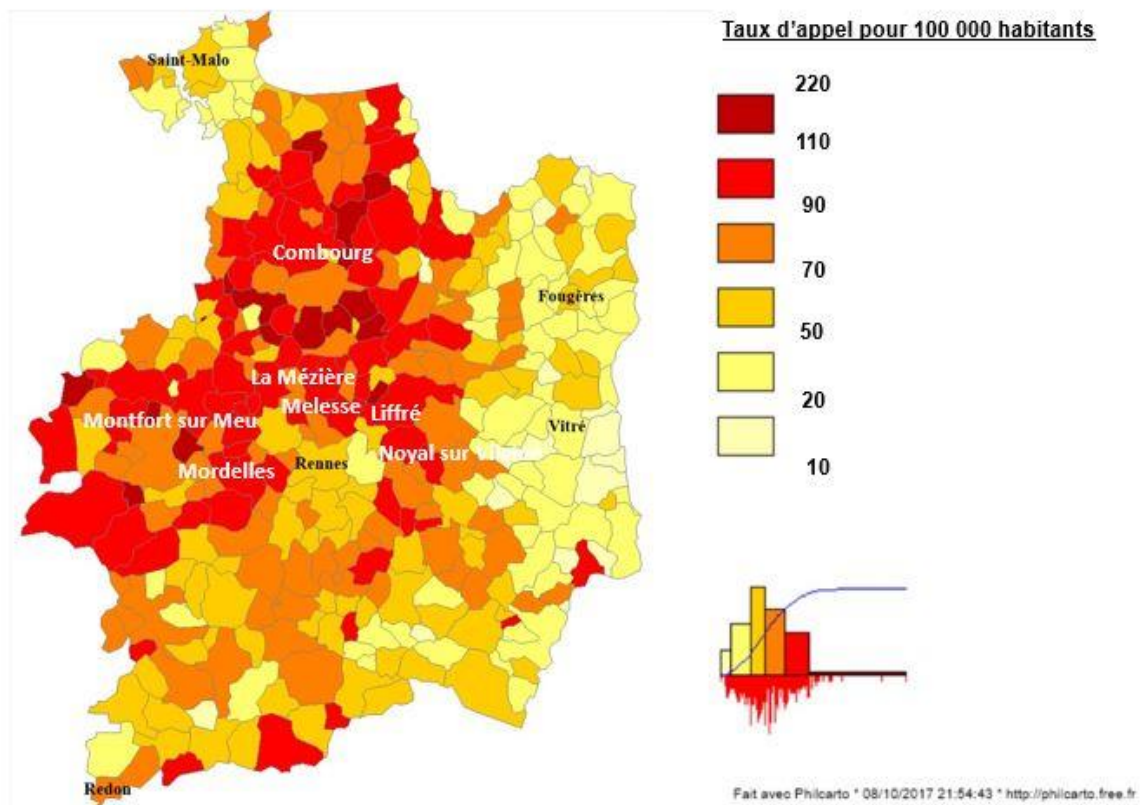 Taux d'appel pour 100 000 habitants
220
110
90
70
50
20
10
Saint-Malo
Combourg
Fougères
La Mézière
Montfort sur Meu
Melesse
Liffré
Vitré
Noyal sur Vilaine
Rennes
Mordelles
Redon
Fait avec Philcarto * 08/10/2017 21:54:43 * http://philcarto.free.fr